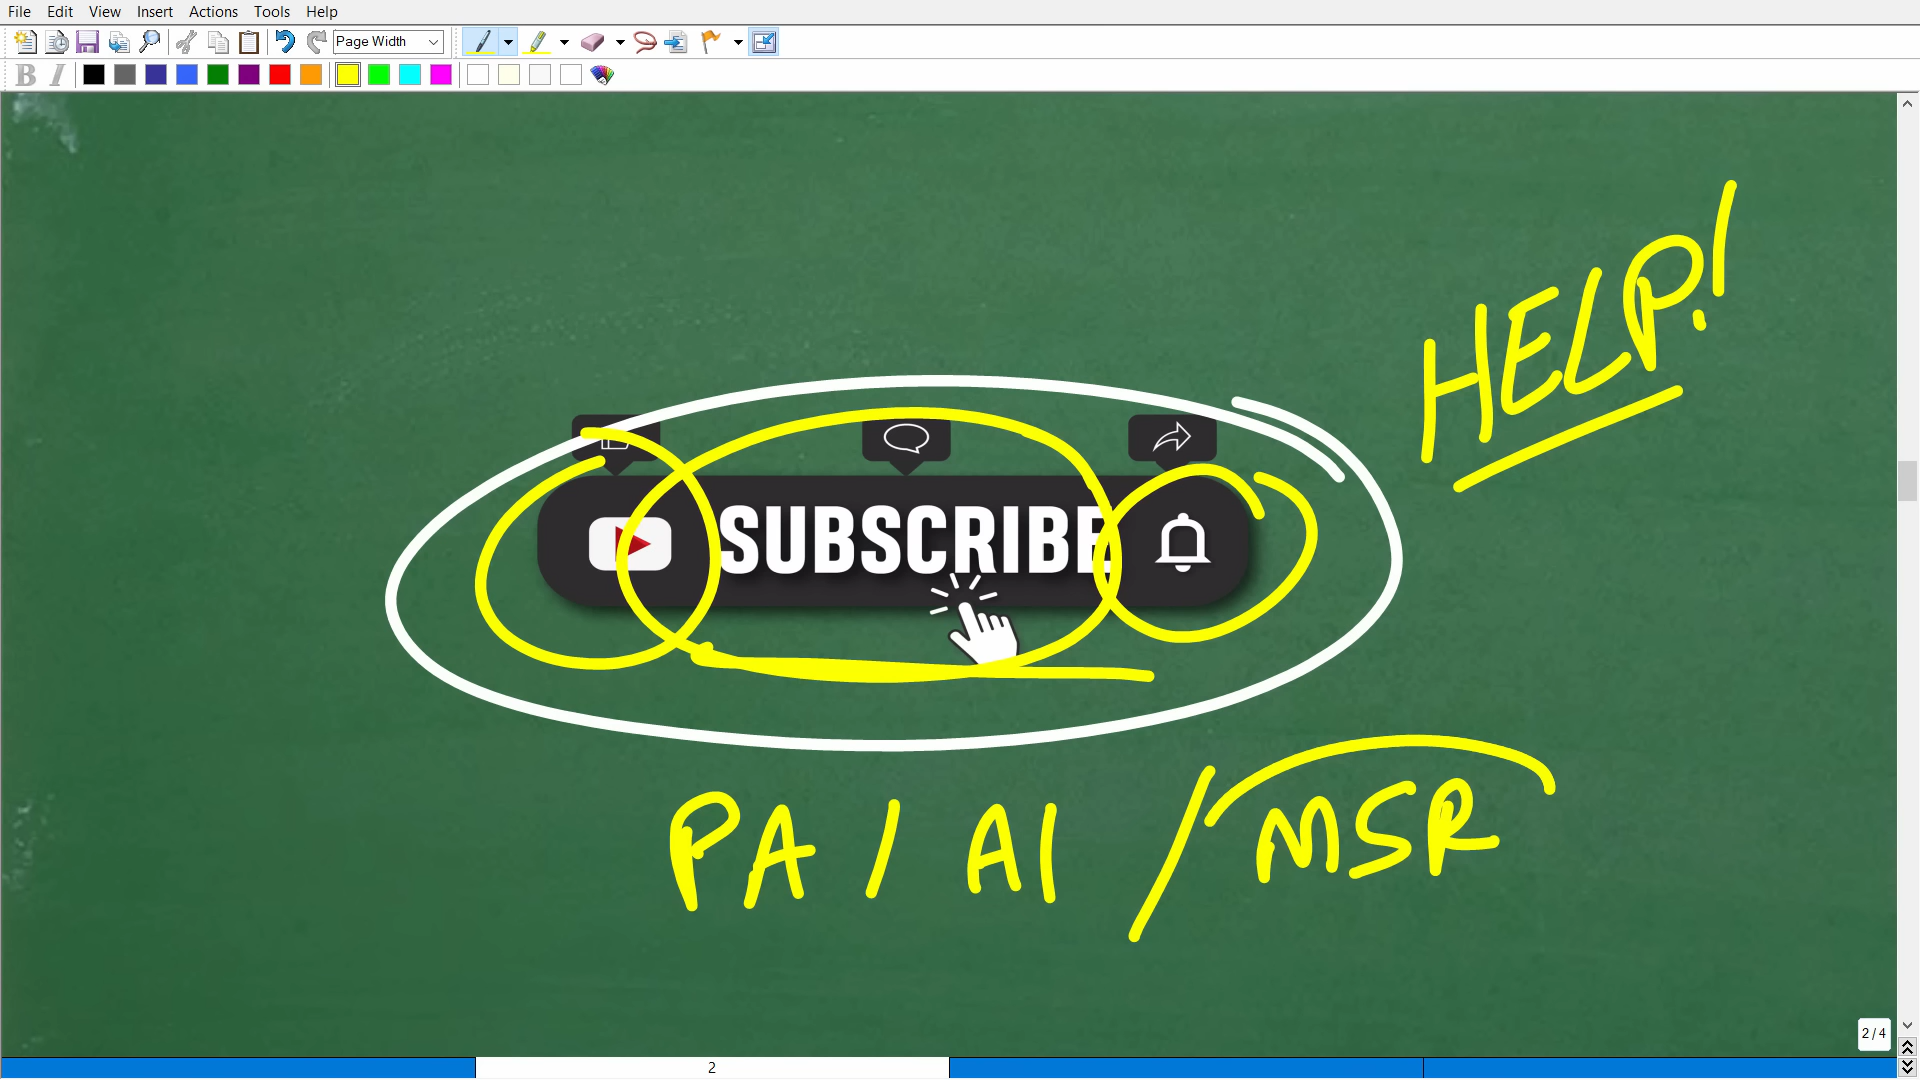 File Edit View Insert Actions Tools Help
Page Width
B I
HELP!
SUBSCRIBE
PA / AI / MSR
2 / 4
2